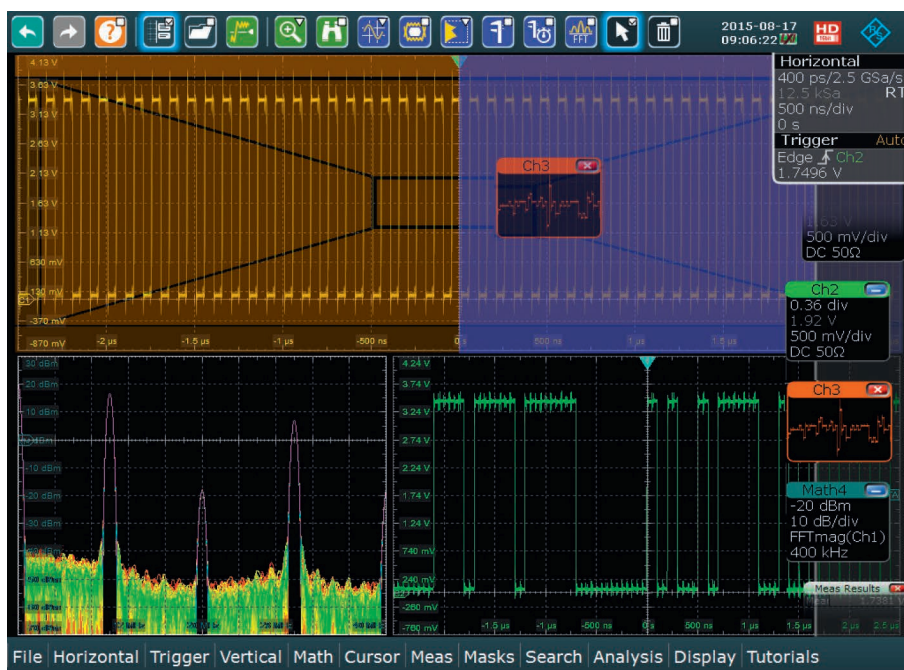 2015-08-17
09:06:22
HD
R&S
FFT
Horizontal
400 ps/2.5 GSa/s
12.5 kSa RT
500 ns/div
0 s
Trigger Auto
Edge Ch2
1.7496 V
4.13 V
3.63 V
3.13 V
2.63 V
2.13 V
1.63 V
1.13 V
630 mV
130 mV
C1
-370 mV
-870 mV
-2 µs
-1.5 µs
-1 µs
-500 ns
0 s
500 ns
1 µs
1.5 µs
Ch3
500 mV/div
DC 50Ω
Ch2
0.36 div
1.92 V
500 mV/div
DC 50Ω
Ch3
Math4
-20 dBm
10 dB/div
FFTmag(Ch1)
400 kHz
Meas Results
30 dBm
20 dBm
10 dBm
0 dBm
-10 dBm
-20 dBm
-30 dBm
4.24 V
3.74 V
3.24 V
2.74 V
2.24 V
1.74 V
1.24 V
740 mV
240 mV
-260 mV
-760 mV
-1.5 µs
-1 µs
-500 ns
0 s
500 ns
1 µs
1.5 µs
2 µs
2.5 µs
File Horizontal Trigger Vertical Math Cursor Meas Masks Search Analysis Display Tutorials